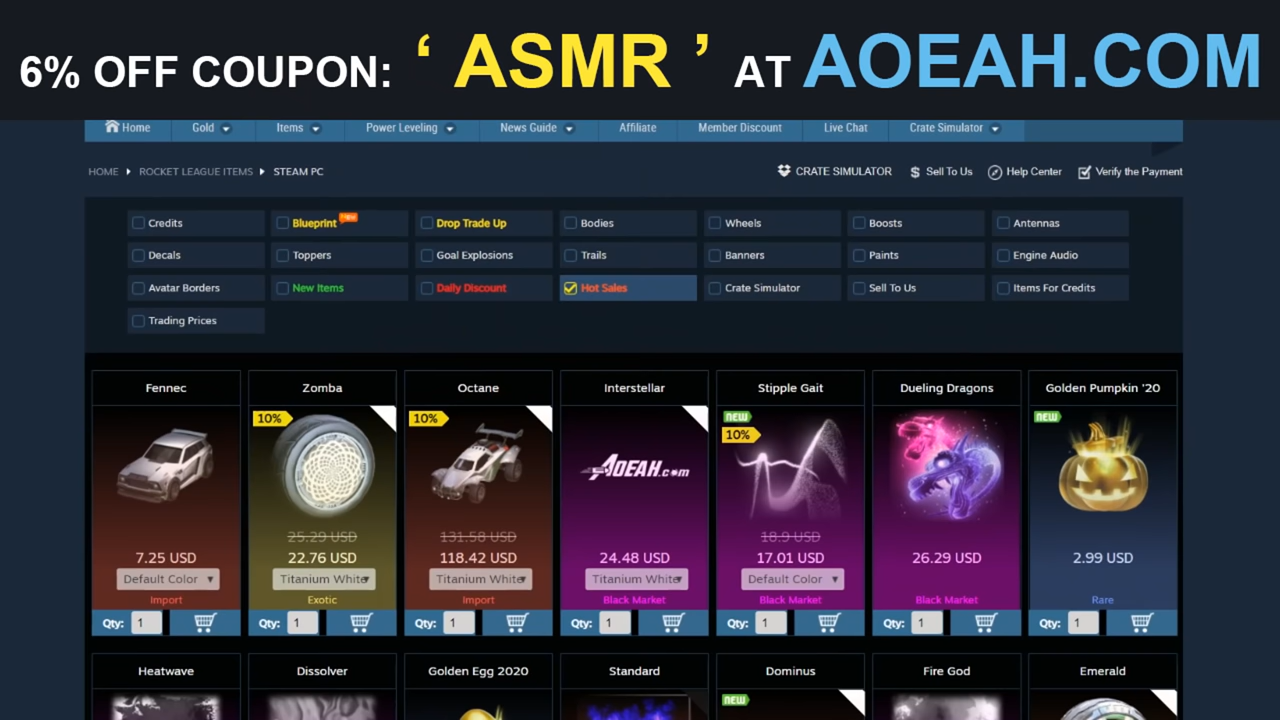 6% OFF COUPON: ‘ ASMR ’ AT AOEAH.COM
Home Gold Items Power Leveling News Guide Affiliate Member Discount Live Chat Crate Simulator
HOME ROCKET LEAGUE ITEMS STEAM PC CRATE SIMULATOR $ Sell To Us Help Center Verify the Payment
Credits Blueprint New Drop Trade Up Bodies Wheels Boosts Antennas
Decals Toppers Goal Explosions Trails Banners Paints Engine Audio
Avatar Borders New Items Daily Discount Hot Sales Crate Simulator Sell To Us Items For Credits
Trading Prices
Fennec Zomba Octane Interstellar Stipple Gait Dueling Dragons Golden Pumpkin '20
10% 10% NEW NEW
10%
AOEAH.COM
25.29 USD 131.58 USD 18.9 USD
7.25 USD 22.76 USD 118.42 USD 24.48 USD 17.01 USD 26.29 USD 2.99 USD
Default Color Titanium White Titanium White Titanium White Default Color
Import Exotic Import Black Market Black Market Black Market Rare
Qty: 1 Qty: 1 Qty: 1 Qty: 1 Qty: 1 Qty: 1 Qty: 1
Heatwave Dissolver Golden Egg 2020 Standard Dominus Fire God Emerald
NEW